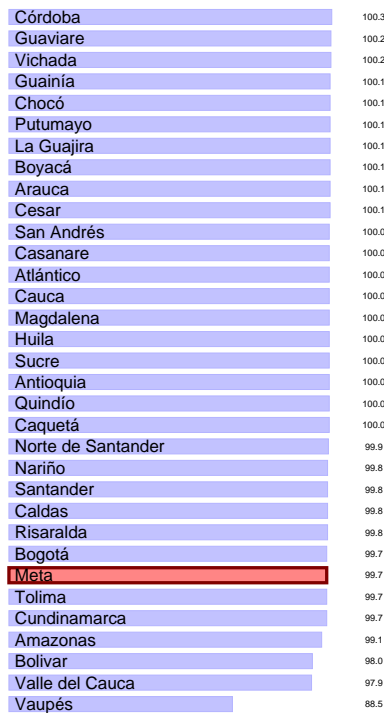 Córdoba 100.3
Guaviare 100.2
Vichada 100.2
Guainía 100.1
Chocó 100.1
Putumayo 100.1
La Guajira 100.1
Boyacá 100.1
Arauca 100.1
Cesar 100.1
San Andrés 100.0
Casanare 100.0
Atlántico 100.0
Cauca 100.0
Magdalena 100.0
Huila 100.0
Sucre 100.0
Antioquia 100.0
Quindío 100.0
Caquetá 100.0
Norte de Santander 99.9
Nariño 99.8
Santander 99.8
Caldas 99.8
Risaralda 99.8
Bogotá 99.7
Meta 99.7
Tolima 99.7
Cundinamarca 99.7
Amazonas 99.1
Bolivar 98.0
Valle del Cauca 97.9
Vaupés 88.5